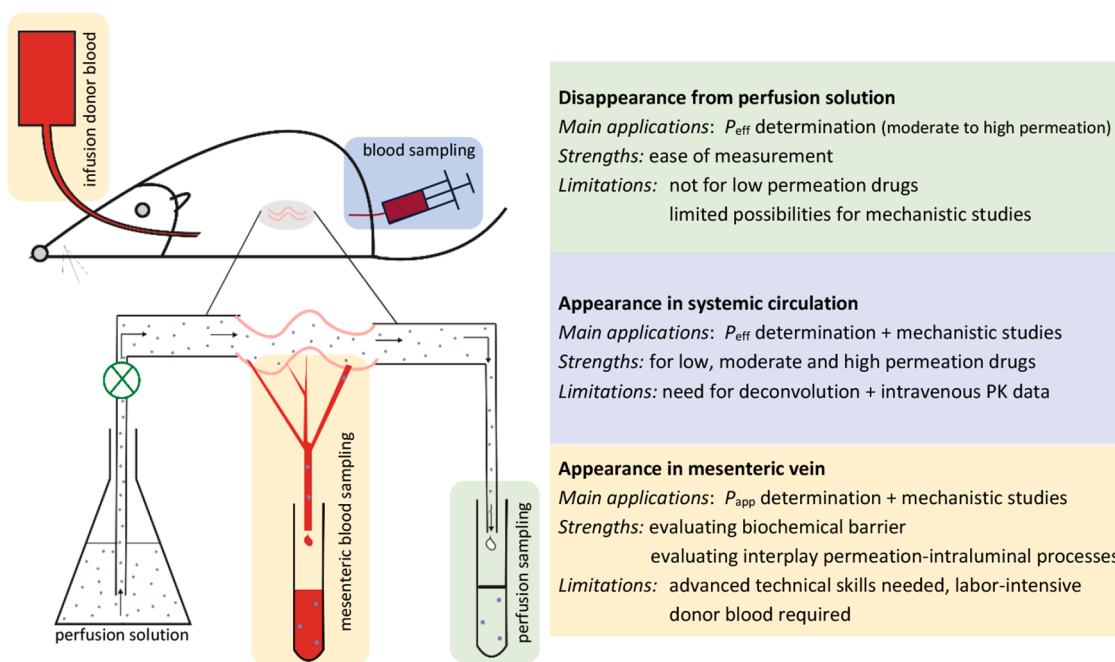 infusion donor blood
blood sampling
mesenteric blood sampling
perfusion sampling
perfusion solution
Disappearance from perfusion solution
Main applications: Peff determination (moderate to high permeation)
Strengths: ease of measurement
Limitations: not for low permeation drugs
limited possibilities for mechanistic studies
Appearance in systemic circulation
Main applications: Peff determination + mechanistic studies
Strengths: for low, moderate and high permeation drugs
Limitations: need for deconvolution + intravenous PK data
Appearance in mesenteric vein
Main applications: Papp determination + mechanistic studies
Strengths: evaluating biochemical barrier
evaluating interplay permeation-intraluminal processes
Limitations: advanced technical skills needed, labor-intensive
donor blood required